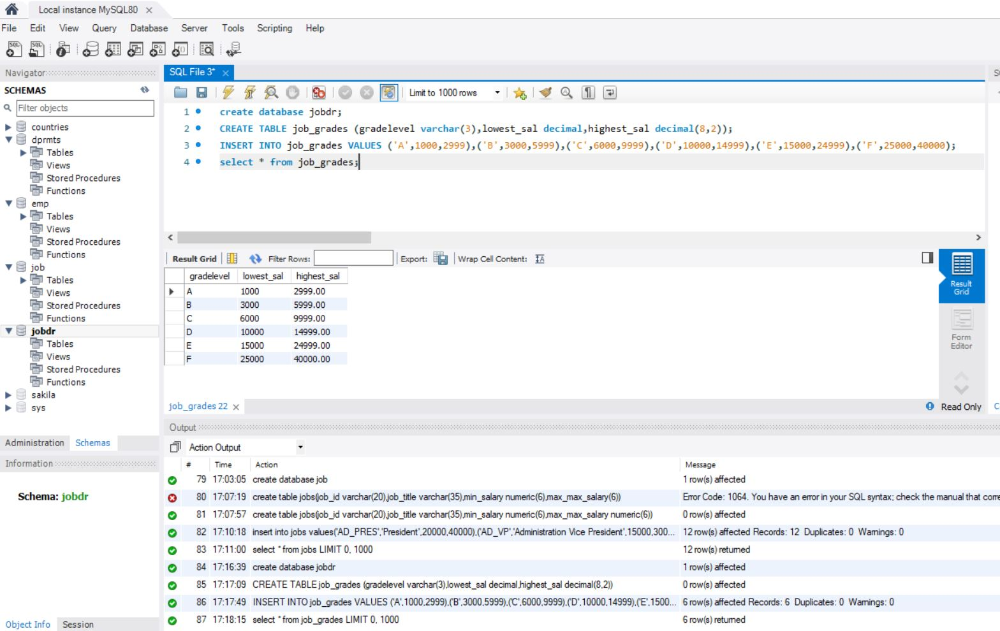 Local instance MySQL80
File Edit View Query Database Server Tools Scripting Help
Navigator
SCHEMAS
Filter objects
countries
dprmts
Tables
Views
Stored Procedures
Functions
emp
Tables
Views
Stored Procedures
Functions
job
Tables
Views
Stored Procedures
Functions
jobdr
Tables
Views
Stored Procedures
Functions
sakila
sys
Administration Schemas
Information
Schema: jobdr
Object Info Session
SQL File 3*
Limit to 1000 rows
1 create database jobdr;
2 CREATE TABLE job_grades (gradelevel varchar(3),lowest_sal decimal,highest_sal decimal(8,2));
3 INSERT INTO job_grades VALUES ('A',1000,2999),('B',3000,5999),('C',6000,9999),('D',10000,14999),('E',15000,24999),('F',25000,40000);
4 select * from job_grades;
Result Grid Filter Rows: Export: Wrap Cell Content:
gradelevel lowest_sal highest_sal
A 1000 2999.00
B 3000 5999.00
C 6000 9999.00
D 10000 14999.00
E 15000 24999.00
F 25000 40000.00
Result
Grid
Form
Editor
job_grades 22
Read Only
Output
Action Output
# Time Action Message
79 17:03:05 create database job 1 row(s) affected
80 17:07:19 create table jobs(job_id varchar(20),job_title varchar(35),min_salary numeric(6),max_max_salary(6)) Error Code: 1064. You have an error in your SQL syntax; check the manual that corre
81 17:07:57 create table jobs(job_id varchar(20),job_title varchar(35),min_salary numeric(6),max_max_salary numeric(6)) 0 row(s) affected
82 17:10:18 insert into jobs values('AD_PRES','President',20000,40000),('AD_VP','Administration Vice President',15000,300... 12 row(s) affected Records: 12 Duplicates: 0 Warnings: 0
83 17:11:00 select * from jobs LIMIT 0, 1000 12 row(s) returned
84 17:16:39 create database jobdr 1 row(s) affected
85 17:17:09 CREATE TABLE job_grades (gradelevel varchar(3),lowest_sal decimal,highest_sal decimal(8,2)) 0 row(s) affected
86 17:17:49 INSERT INTO job_grades VALUES ('A',1000,2999),('B',3000,5999),('C',6000,9999),('D',10000,14999),('E',1500... 6 row(s) affected Records: 6 Duplicates: 0 Warnings: 0
87 17:18:15 select * from job_grades LIMIT 0, 1000 6 row(s) returned